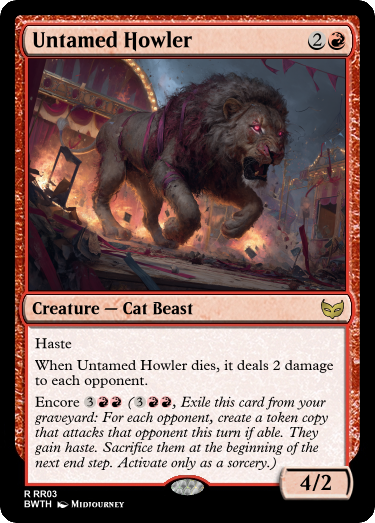 Untamed Howler 2
Creature — Cat Beast
Haste
When Untamed Howler dies, it deals 2 damage
to each opponent.
Encore 3 (3, Exile this card from your
graveyard: For each opponent, create a token copy
that attacks that opponent this turn if able. They
gain haste. Sacrifice them at the beginning of the
next end step. Activate only as a sorcery.)
4/2
R RR03
BWTH Midjourney